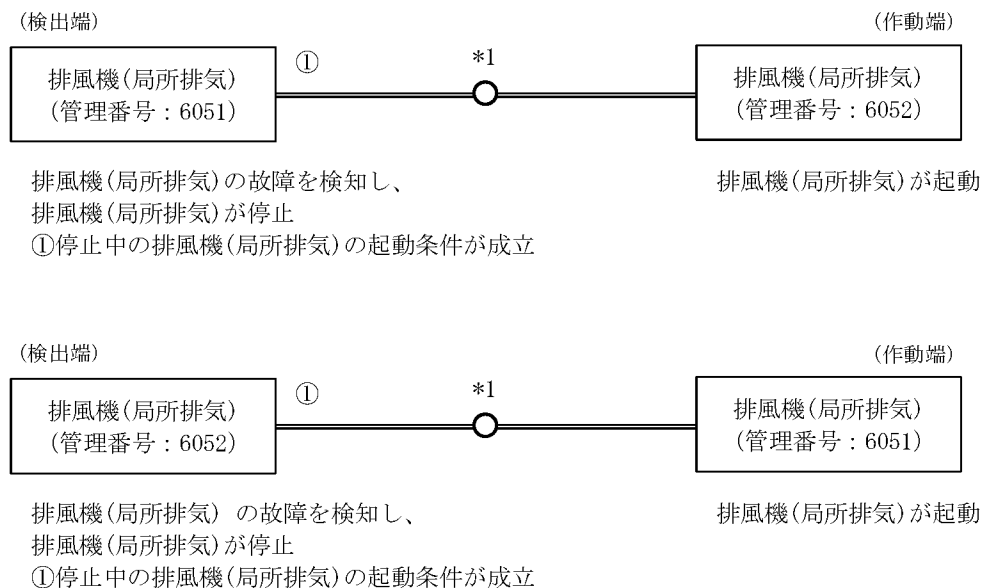 (検出端)
(作動端)
排風機(局所排気)
(管理番号：6051)
①
*1
排風機(局所排気)
(管理番号：6052)
排風機(局所排気)の故障を検知し、
排風機(局所排気)が停止
①停止中の排風機(局所排気)の起動条件が成立
排風機(局所排気)が起動
(検出端)
(作動端)
排風機(局所排気)
(管理番号：6052)
①
*1
排風機(局所排気)
(管理番号：6051)
排風機(局所排気) の故障を検知し、
排風機(局所排気)が停止
①停止中の排風機(局所排気)の起動条件が成立
排風機(局所排気)が起動